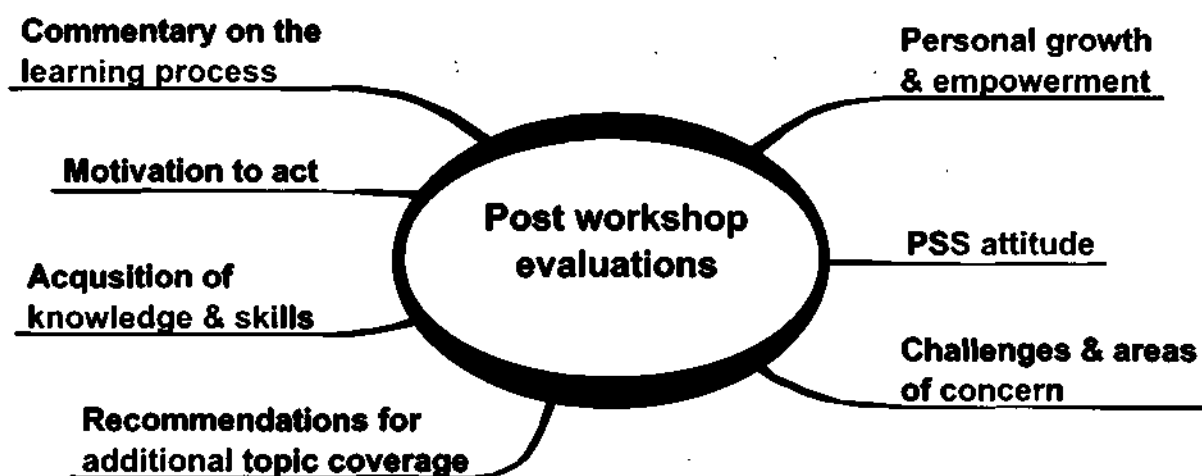 Commentary on the
learning process
Motivation to act
Acqusition of
knowledge & skills
Recommendations for
additional topic coverage
Post workshop
evaluations
Personal growth
& empowerment
PSS attitude
Challenges & areas
of concern